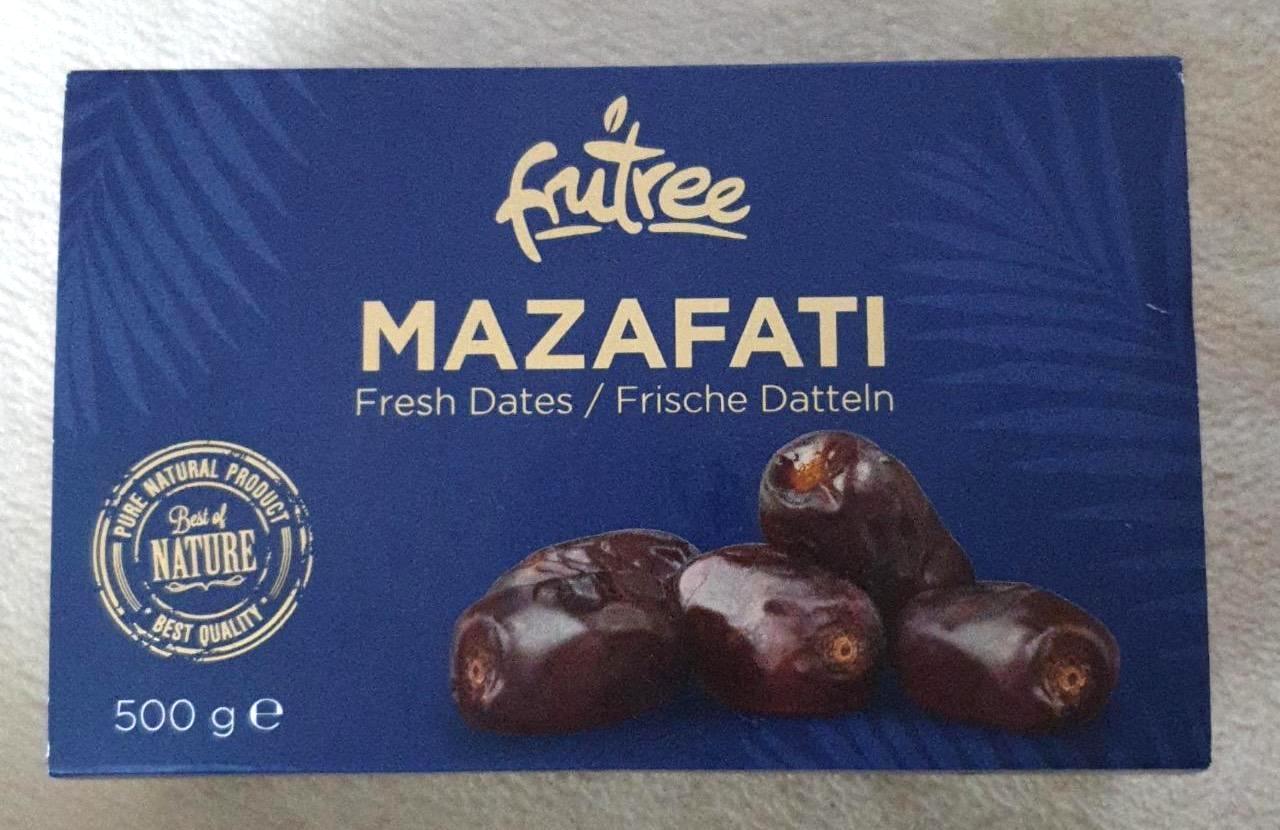 frutree
MAZAFATI
Fresh Dates / Frische Datteln
PURE NATURAL PRODUCT
Best of
NATURE
BEST QUALITY
500 g ℮